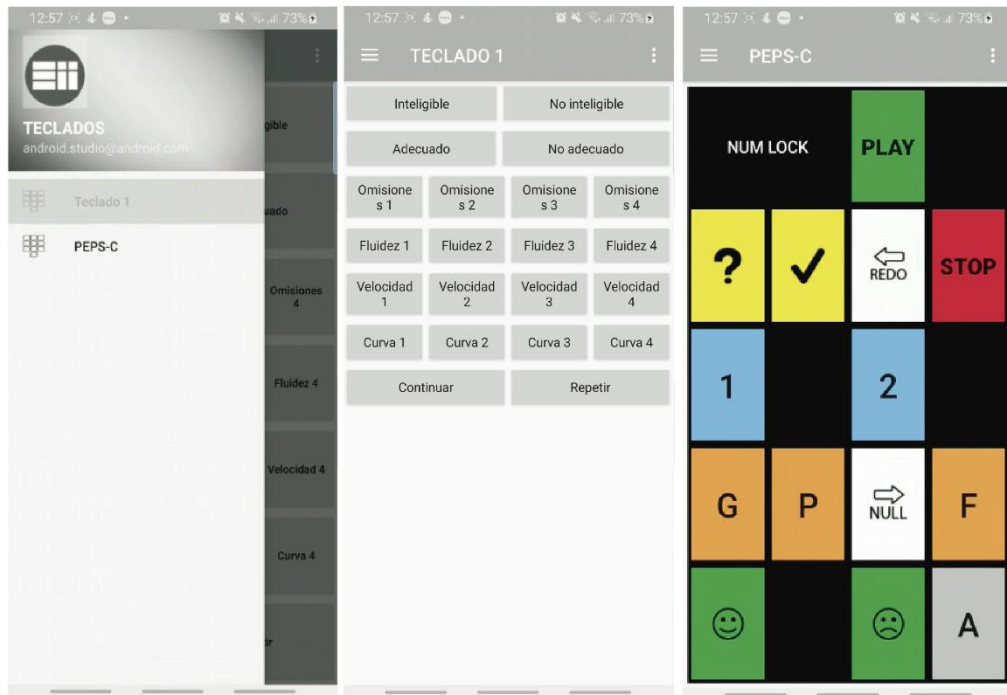 12:57
73%
TECLADOS
android.studio@android.com
Teclado 1
PEPS-C
gible
uado
Omisiones
4
Fluidez 4
Velocidad 4
Curva 4
ir
12:57
73%
TECLADO 1
Inteligible No inteligible
Adecuado No adecuado
Omisione Omisione Omisione Omisione
s 1 s 2 s 3 s 4
Fluidez 1 Fluidez 2 Fluidez 3 Fluidez 4
Velocidad Velocidad Velocidad Velocidad
1 2 3 4
Curva 1 Curva 2 Curva 3 Curva 4
Continuar Repetir
12:57
73%
PEPS-C
NUM LOCK PLAY
? ✓ REDO STOP
1 2
G P NULL F
A